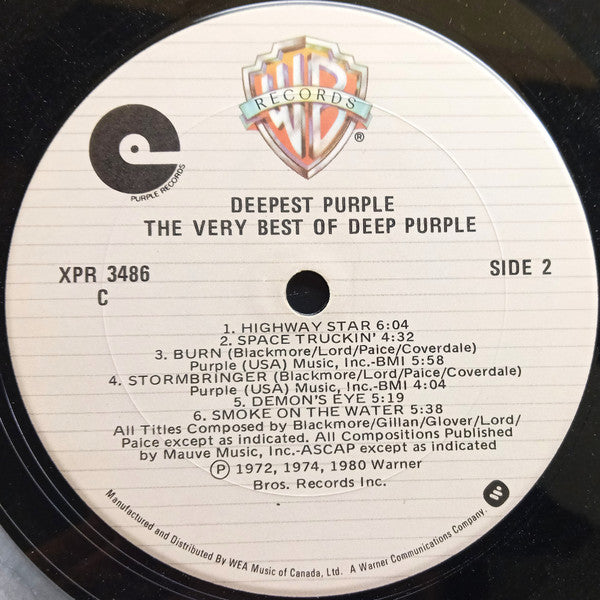 WB
RECORDS
®
e
PURPLE RECORDS
DEEPEST PURPLE
THE VERY BEST OF DEEP PURPLE
XPR 3486
C
SIDE 2
1. HIGHWAY STAR 6:04
2. SPACE TRUCKIN' 4:32
3. BURN (Blackmore/Lord/Paice/Coverdale)
Purple (USA) Music, Inc.-BMI 5:58
4. STORMBRINGER (Blackmore/Lord/Paice/Coverdale)
Purple (USA) Music, Inc.-BMI 4:04
5. DEMON'S EYE 5:19
6. SMOKE ON THE WATER 5:38
All Titles Composed by Blackmore/Gillan/Glover/Lord/
Paice except as indicated. All Compositions Published
by Mauve Music, Inc.-ASCAP except as indicated
Ⓟ 1972, 1974, 1980 Warner
Bros. Records Inc.
Manufactured and Distributed By WEA Music of Canada, Ltd. A Warner Communications Company.